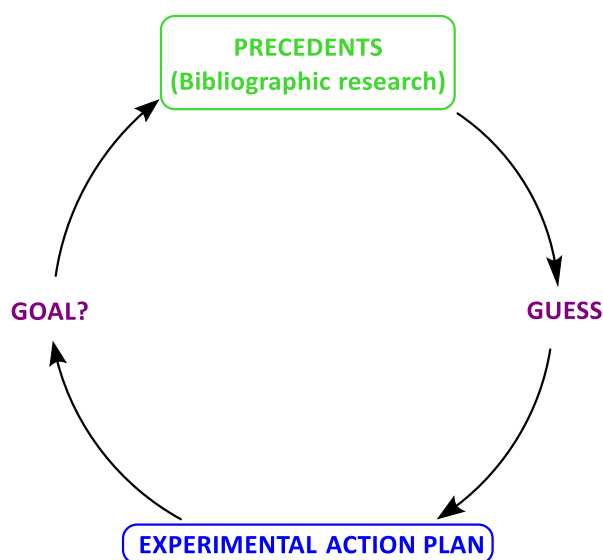 PRECEDENTS
(Bibliographic research)
GOAL?
GUESS
EXPERIMENTAL ACTION PLAN